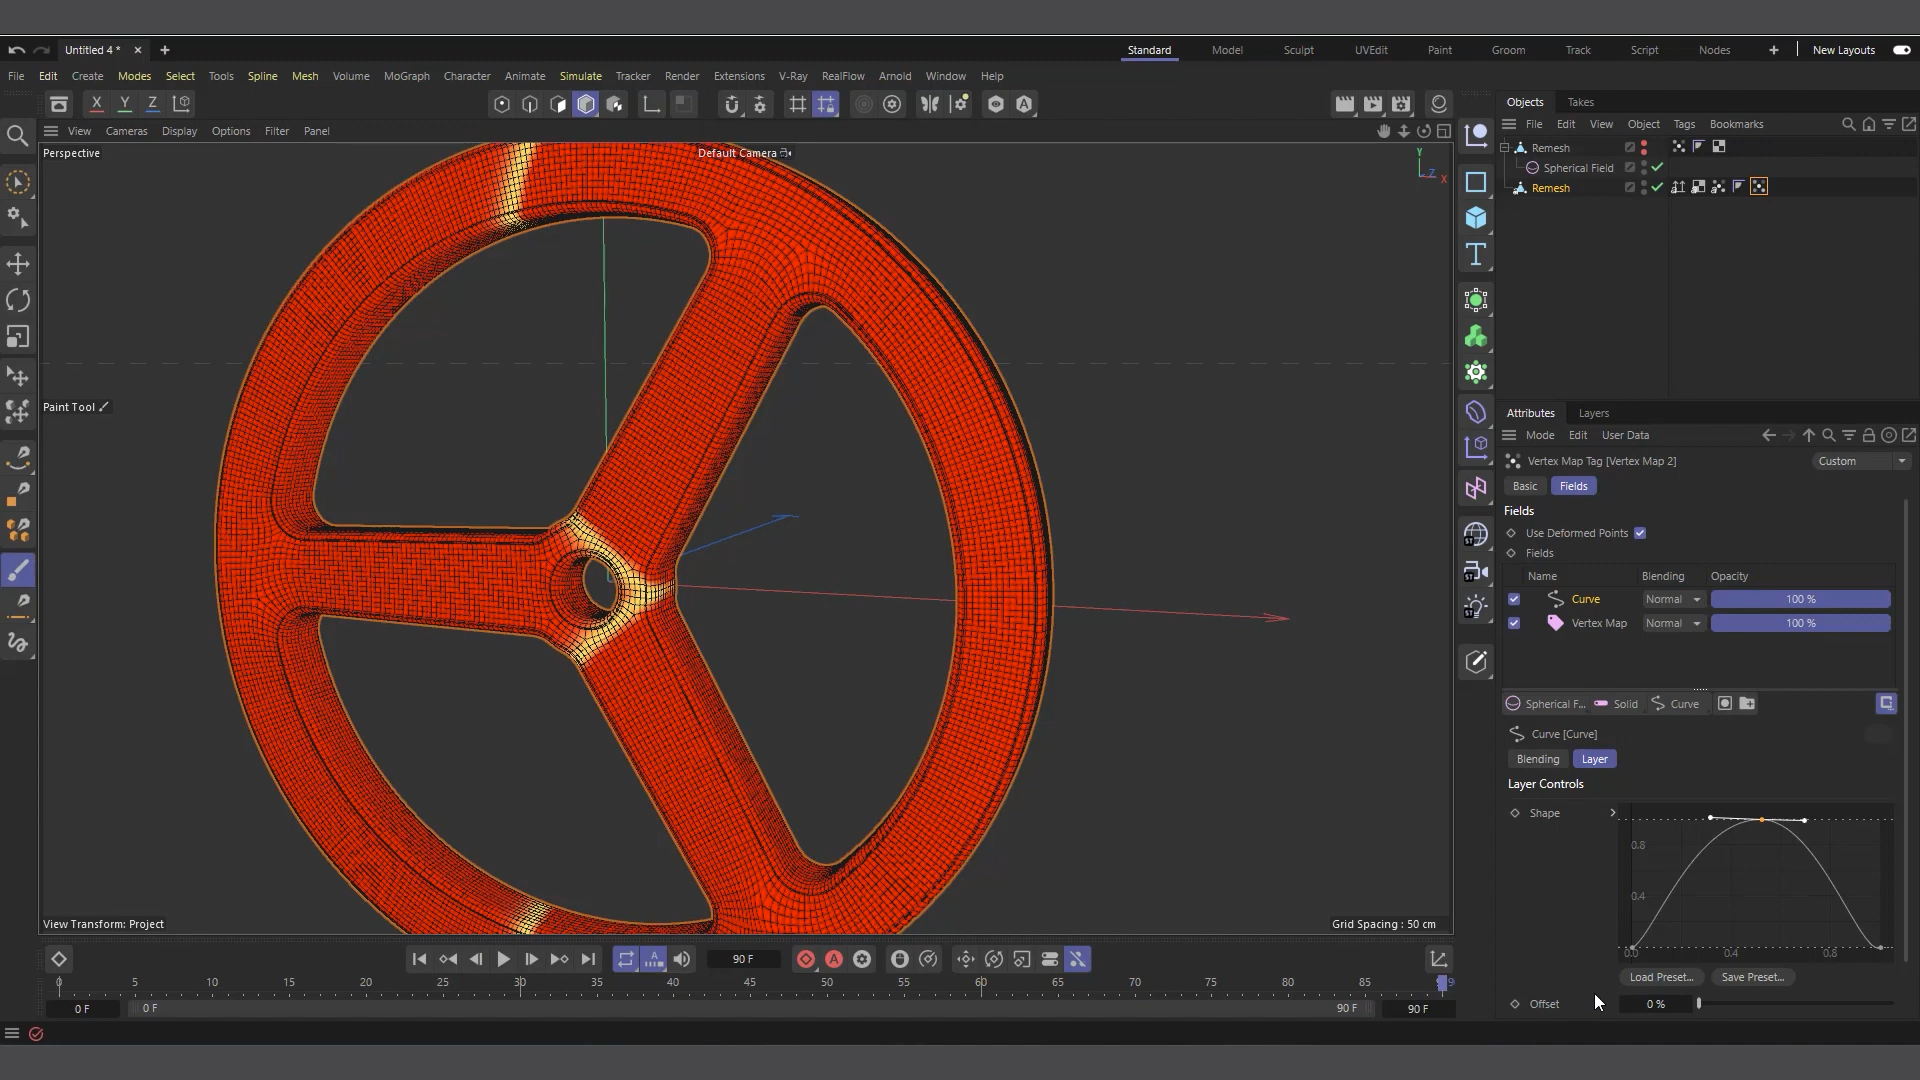 Untitled 4 *
Standard Model Sculpt UVEdit Paint Groom Track Script Nodes New Layouts
File Edit Create Modes Select Tools Spline Mesh Volume MoGraph Character Animate Simulate Tracker Render Extensions V-Ray RealFlow Arnold Window Help
X Y Z
Objects Takes
File Edit View Object Tags Bookmarks
View Cameras Display Options Filter Panel
Perspective
Default Camera
Y
Z X
Remesh
Spherical Field
Remesh
Paint Tool
Attributes Layers
Mode Edit User Data
Vertex Map Tag [Vertex Map 2]
Custom
Basic Fields
Fields
Use Deformed Points
Fields
Name Blending Opacity
Curve Normal 100 %
Vertex Map Normal 100 %
Spherical F... Solid Curve
Curve [Curve]
Blending Layer
Layer Controls
Shape
0.8
0.4
0.0 0.4 0.8
Load Preset... Save Preset...
Offset 0 %
View Transform: Project
Grid Spacing : 50 cm
90 F
0 5 10 15 20 25 30 35 40 45 50 55 60 65 70 75 80 85
0 F 0 F 90 F 90 F